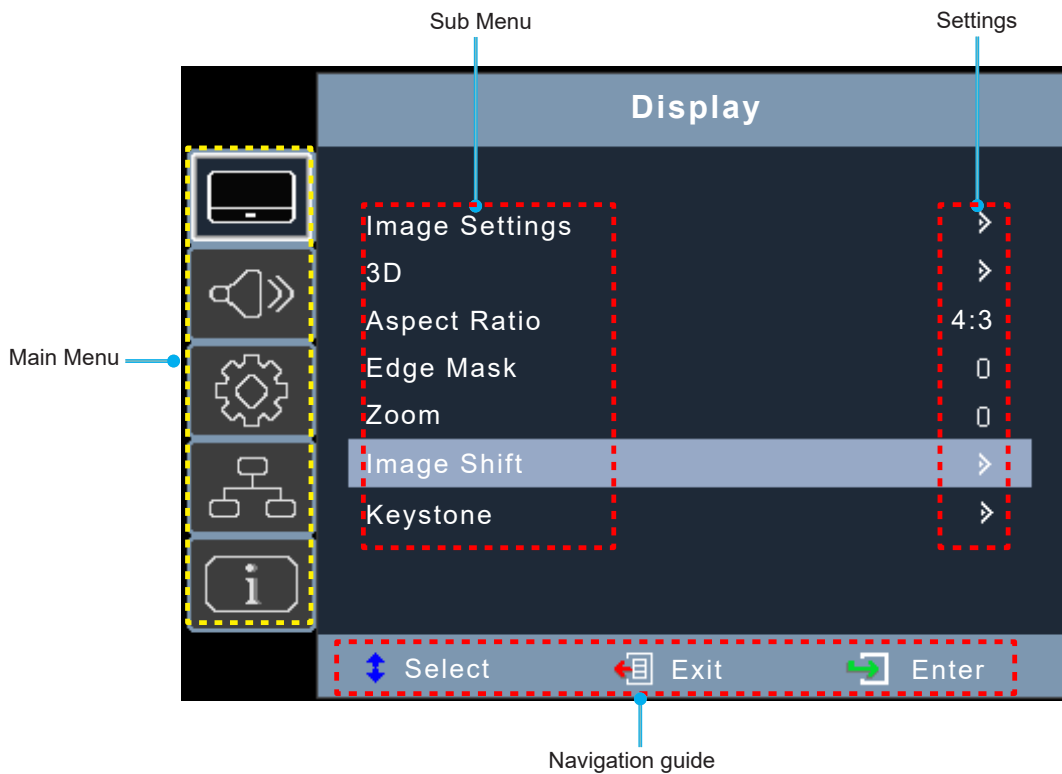 Sub Menu
Settings
Display
Image Settings
3D
Aspect Ratio 4:3
Edge Mask 0
Zoom 0
Image Shift
Keystone
Main Menu
i
Select Exit Enter
Navigation guide